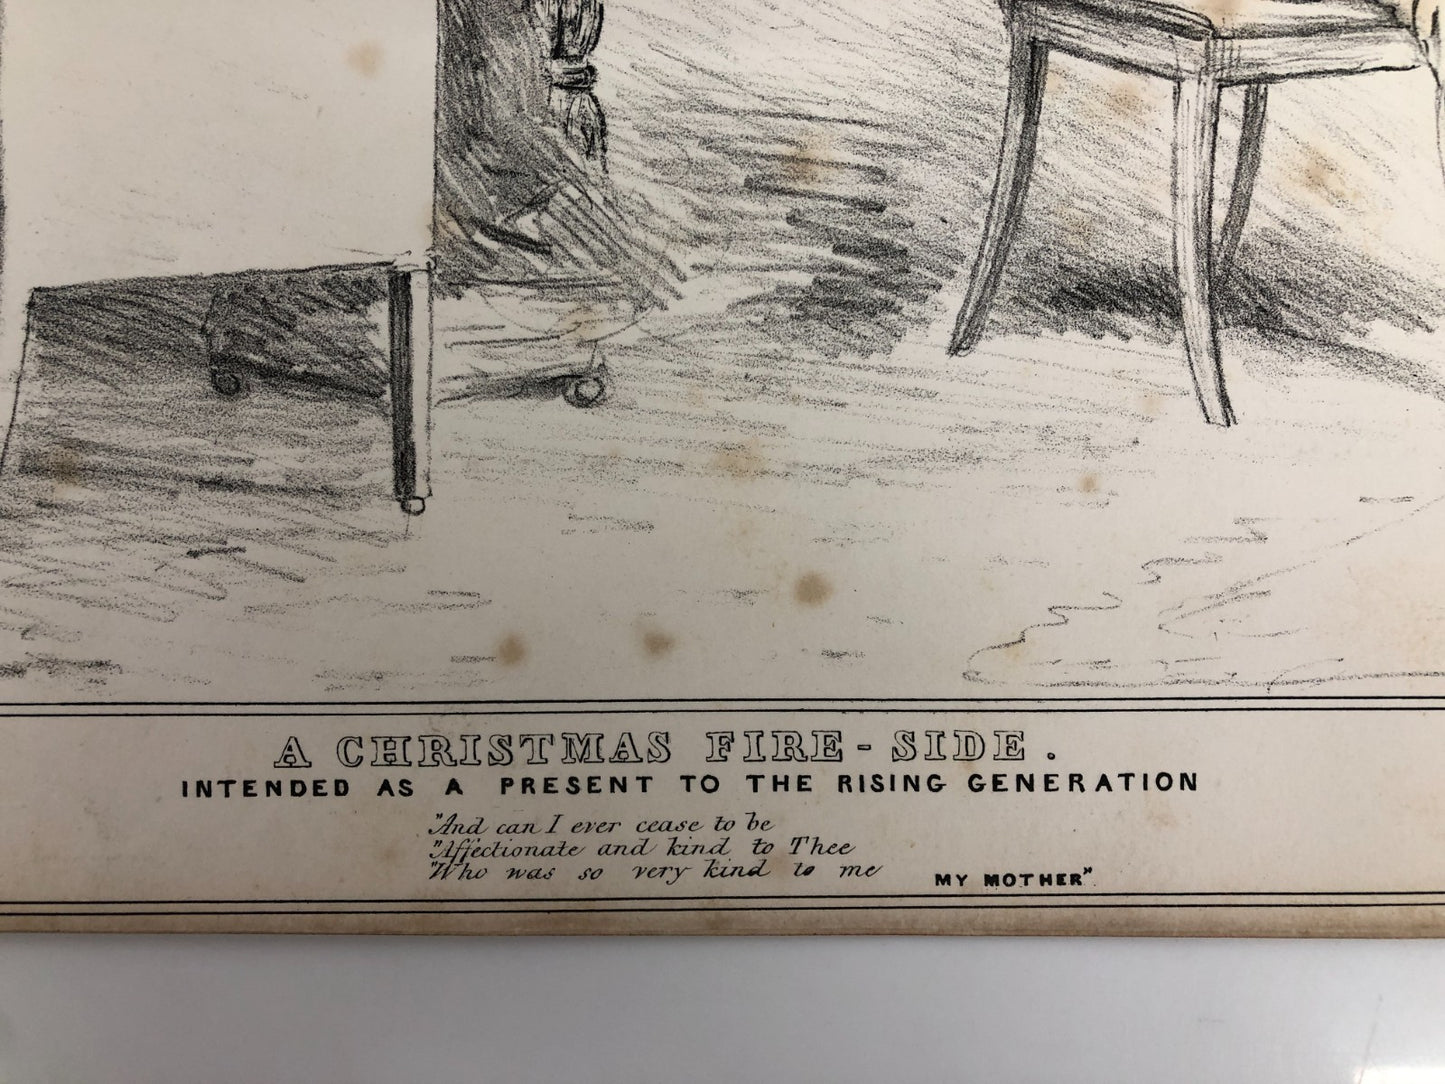 A CHRISTMAS FIRE-SIDE.
INTENDED AS A PRESENT TO THE RISING GENERATION
"And can I ever cease to be
"Affectionate and kind to Thee
"Who was so very kind to me MY MOTHER".